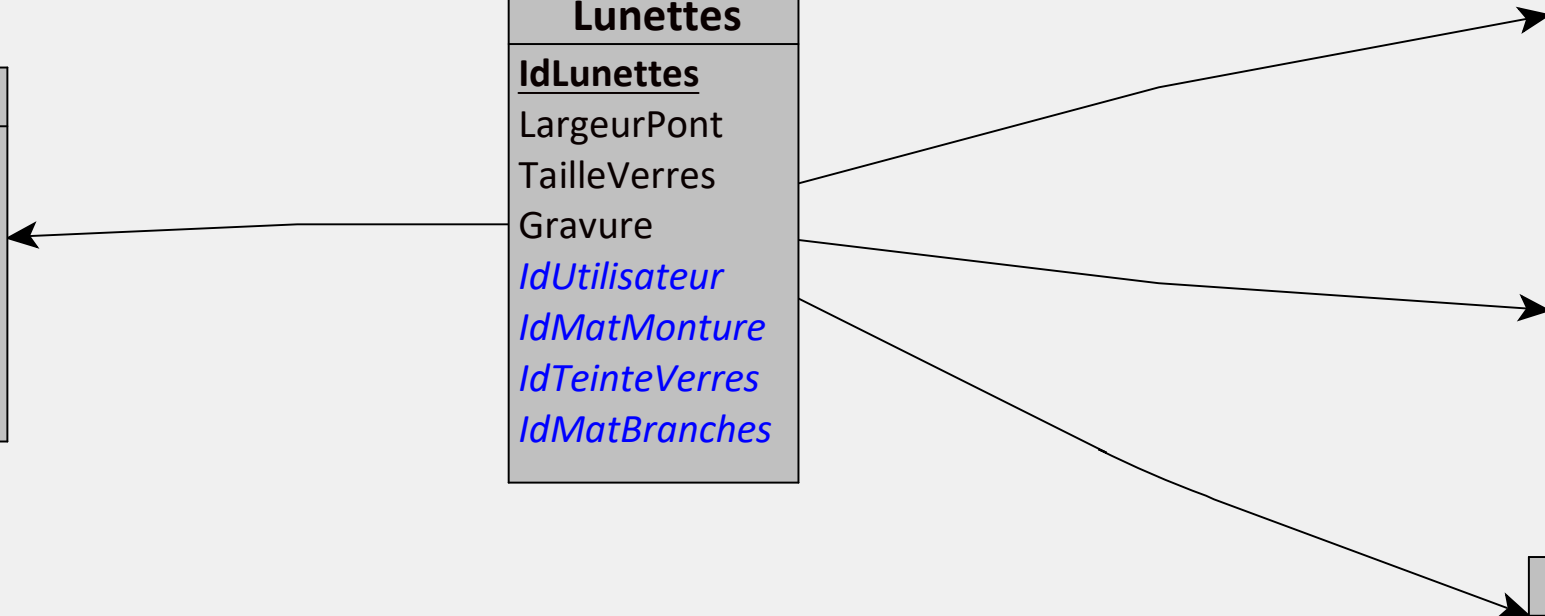 Lunettes
IdLunettes
LargeurPont
TailleVerres
Gravure
IdUtilisateur
IdMatMonture
IdTeinteVerres
IdMatBranches